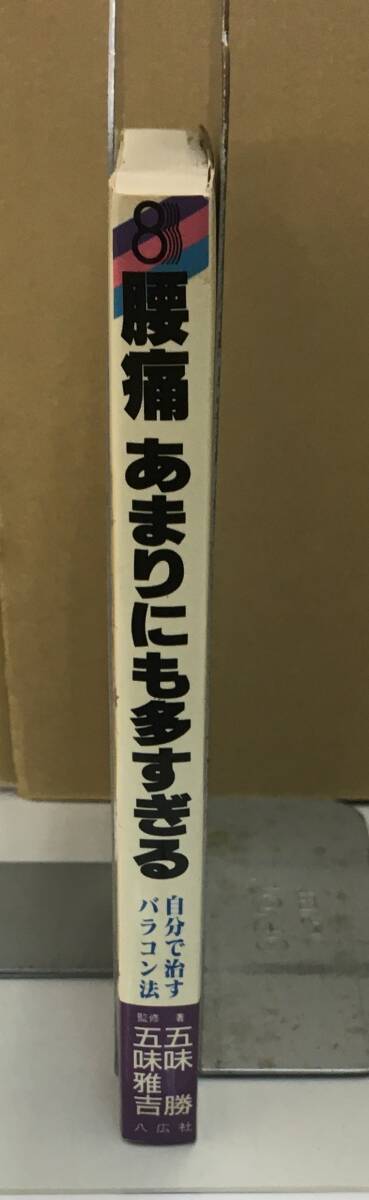 8
腰痛 あまりにも多すぎる
自分で治す
バラコン法
著 五味 勝
監修 五味雅吉
八広社